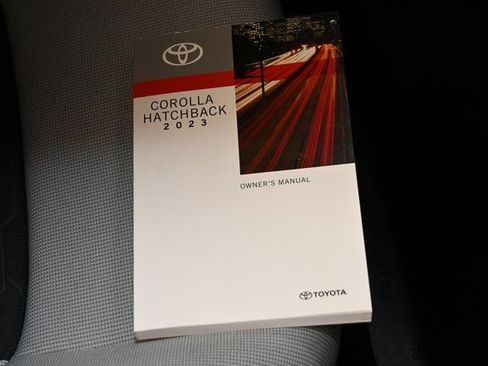 COROLLA
HATCHBACK
2023
OWNER'S MANUAL
TOYOTA